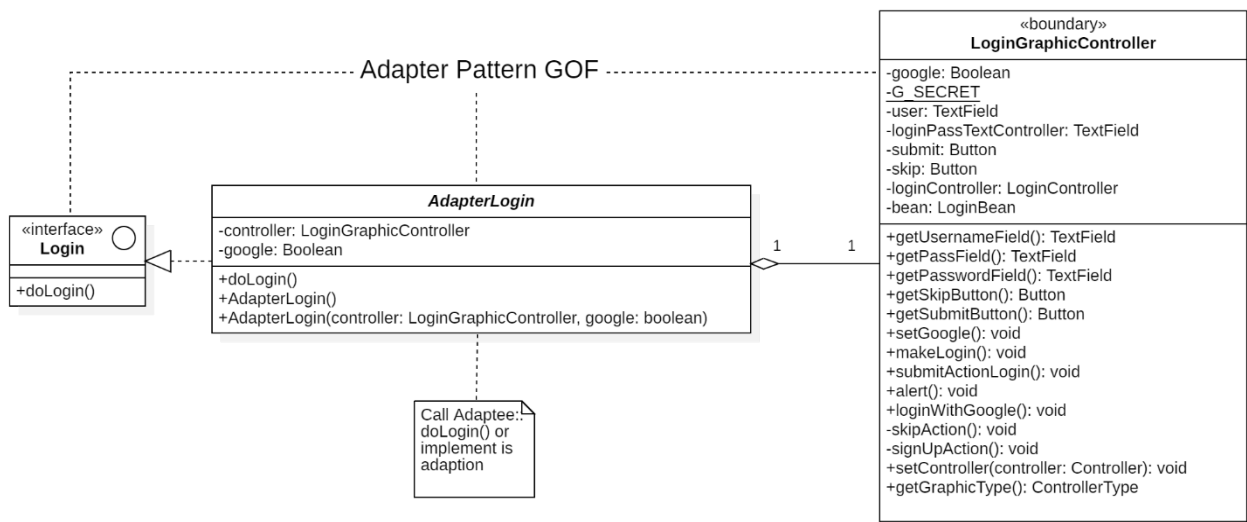 Adapter Pattern GOF
«interface»
Login
+doLogin()
AdapterLogin
-controller: LoginGraphicController
-google: Boolean
+doLogin()
+AdapterLogin()
+AdapterLogin(controller: LoginGraphicController, google: boolean)
Call Adaptee::
doLogin() or
implement is
adaption
1
1
«boundary»
LoginGraphicController
-google: Boolean
-G_SECRET
-user: TextField
-loginPassTextController: TextField
-submit: Button
-skip: Button
-loginController: LoginController
-bean: LoginBean
+getUsernameField(): TextField
+getPassField(): TextField
+getPasswordField(): TextField
+getSkipButton(): Button
+getSubmitButton(): Button
+setGoogle(): void
+makeLogin(): void
+submitActionLogin(): void
+alert(): void
+loginWithGoogle(): void
-skipAction(): void
-signUpAction(): void
+setController(controller: Controller): void
+getGraphicType(): ControllerType